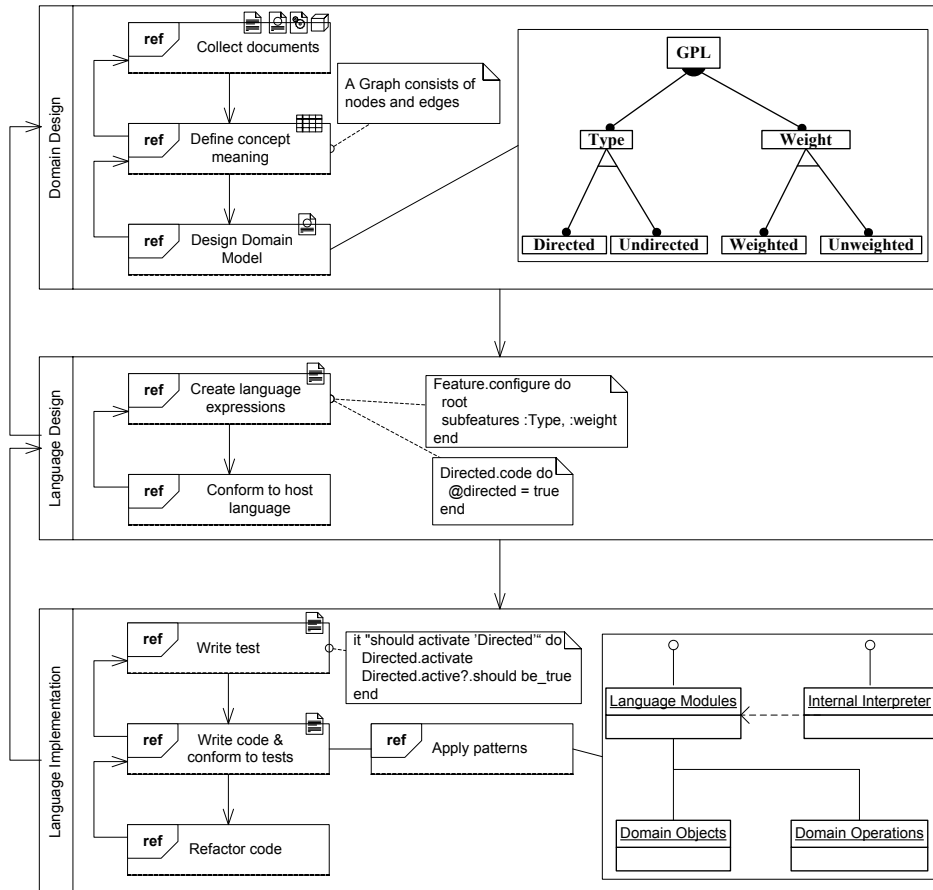 Domain Design
ref
Collect documents
A Graph consists of
nodes and edges
ref
Define concept
meaning
ref
Design Domain
Model
GPL
Type
Weight
Directed
Undirected
Weighted
Unweighted
Language Design
ref
Create language
expressions
Feature.configure do
root
subfeatures :Type, :weight
end
Directed.code do
@directed = true
end
ref
Conform to host
language
Language Implementation
ref
Write test
it "should activate ’Directed’“ do
Directed.activate
Directed.active?.should be_true
end
ref
Write code &
conform to tests
ref
Apply patterns
ref
Refactor code
Language Modules
Internal Interpreter
Domain Objects
Domain Operations